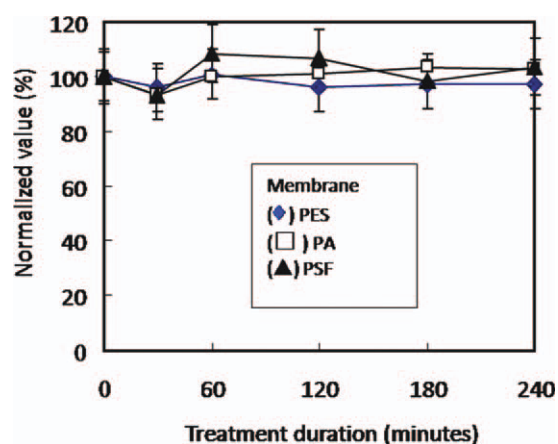 120
100
80
60
40
20
0
Normalized value (%)
Membrane
( ) PES
( ) PA
( ) PSF
0 60 120 180 240
Treatment duration (minutes)